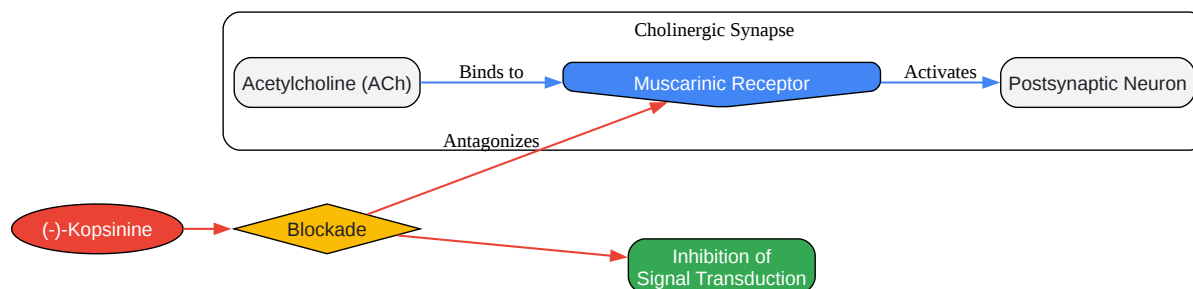 Cholinergic Synapse
Acetylcholine (ACh)
Binds to
Muscarinic Receptor
Activates
Postsynaptic Neuron
Antagonizes
(-)-Kopsinine
Blockade
Inhibition of
Signal Transduction